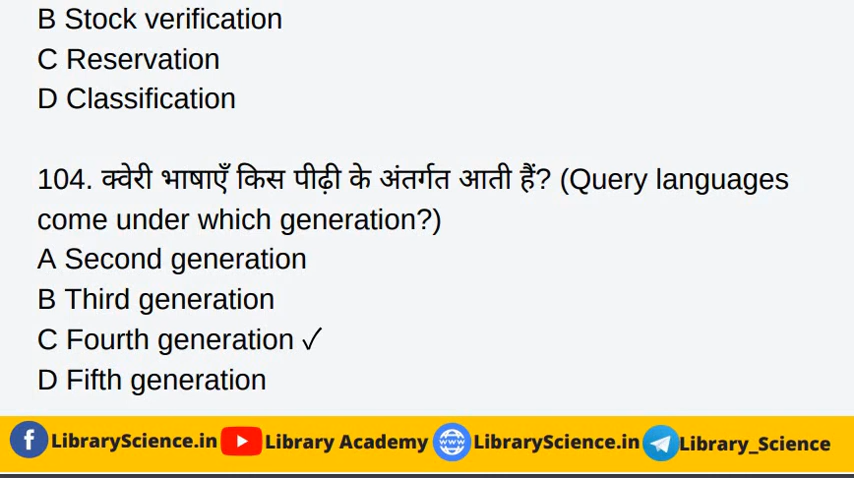 B Stock verification
C Reservation
D Classification
104. क्वेरी भाषाएँ किस पीढ़ी के अंतर्गत आती हैं? (Query languages
come under which generation?)
A Second generation
B Third generation
C Fourth generation ✓
D Fifth generation
f LibraryScience.in Library Academy www LibraryScience.in Library_Science